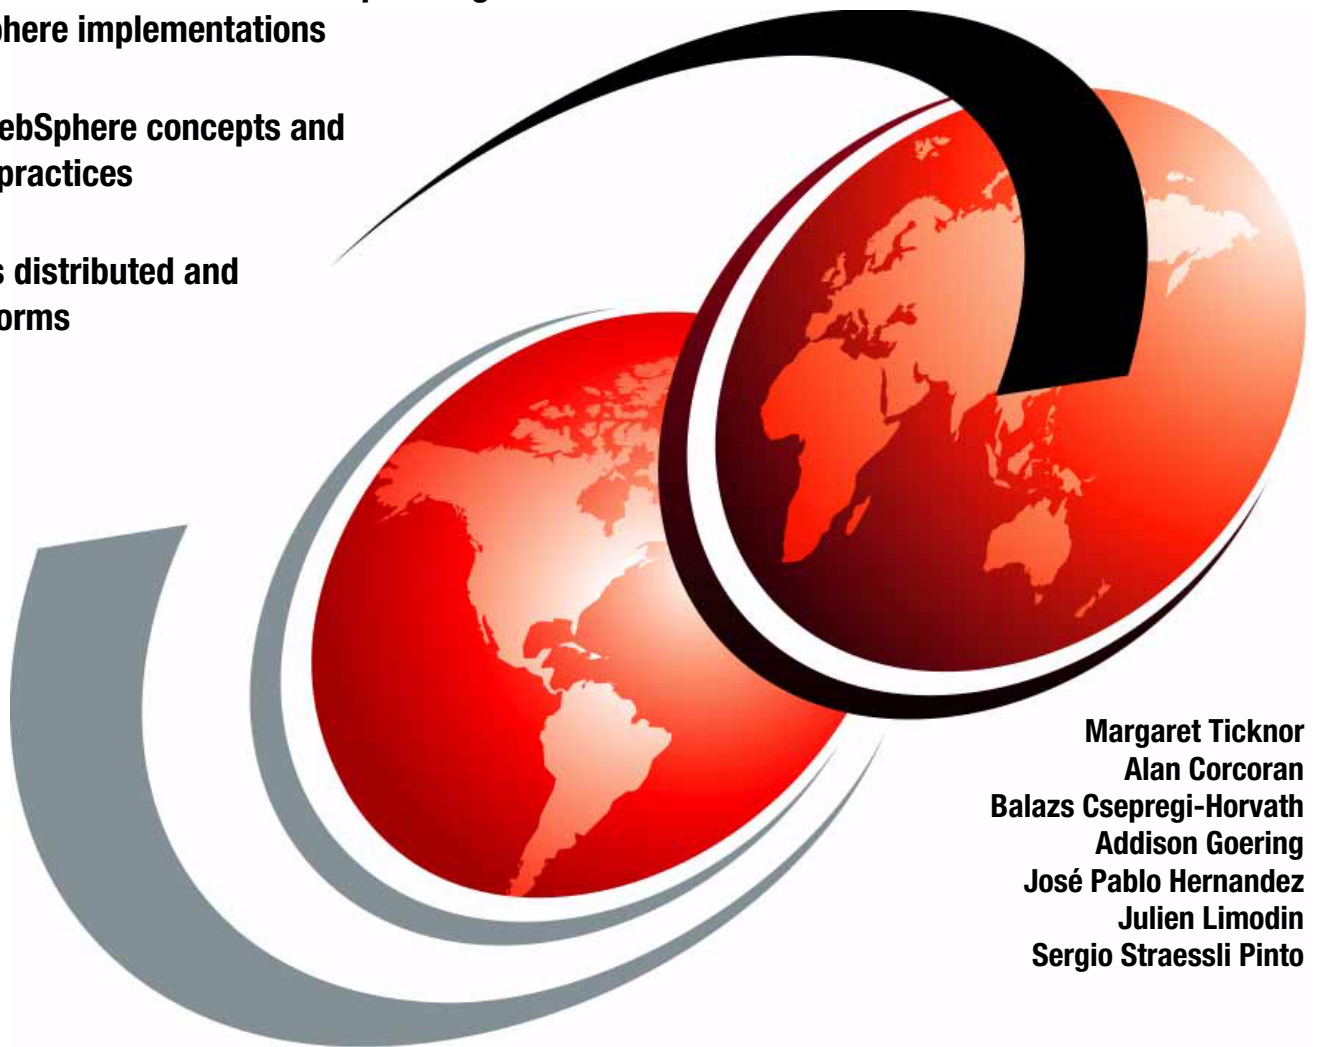 here implementations
ebSphere concepts and
practices
s distributed and
orms
Margaret Ticknor
Alan Corcoran
Balazs Csepregi-Horvath
Addison Goering
José Pablo Hernandez
Julien Limodin
Sergio Straessli Pinto